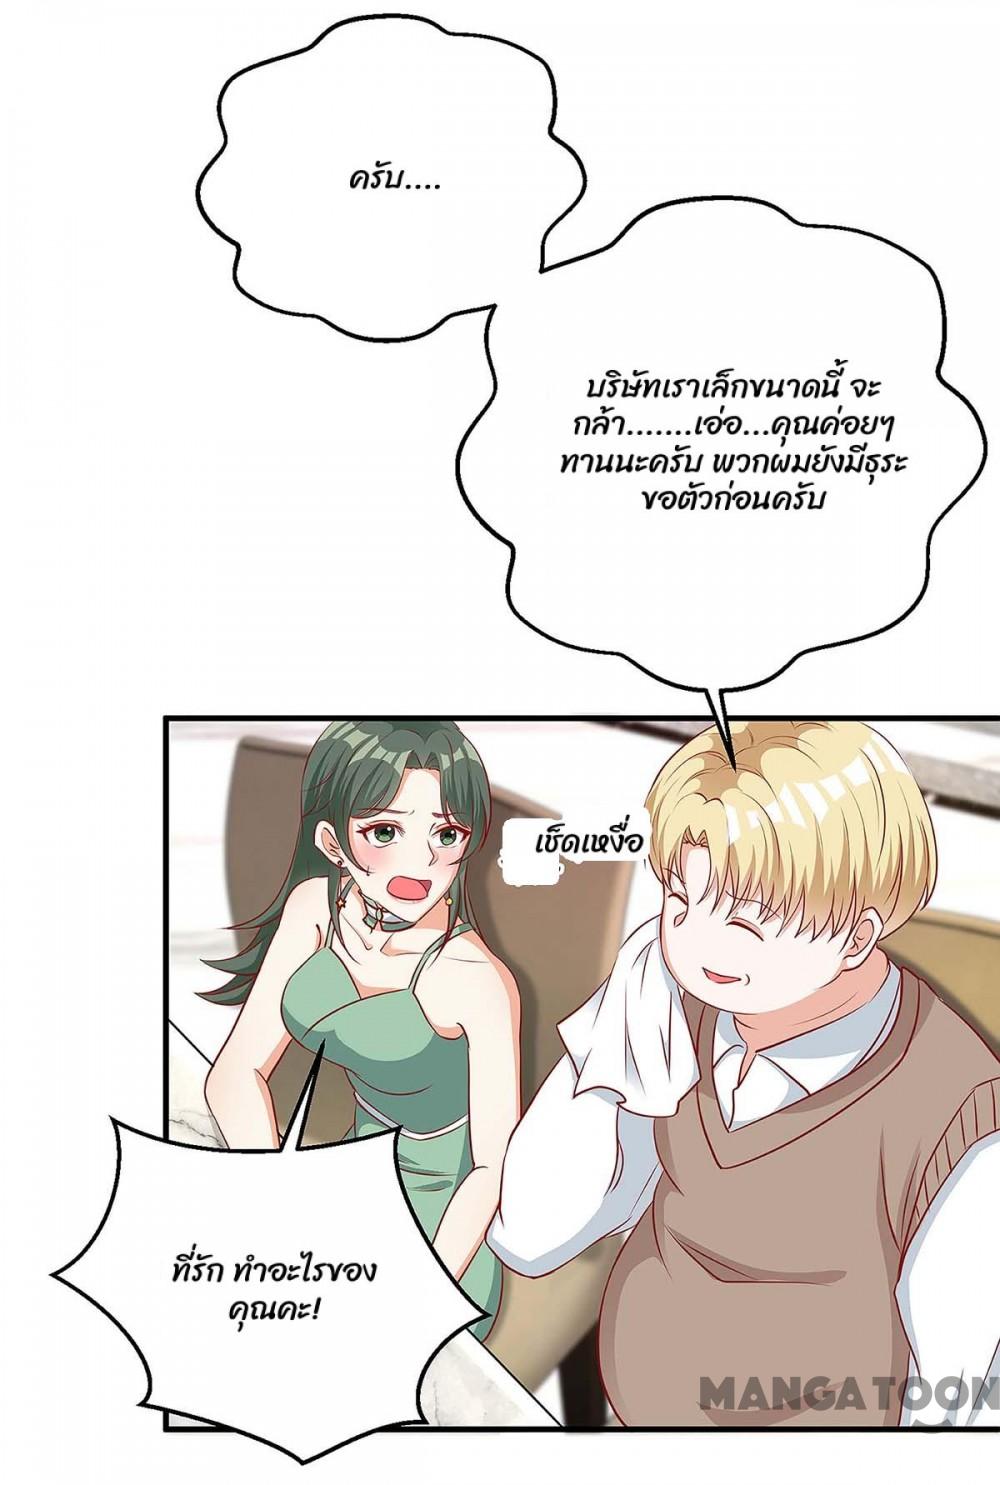 ครับ....
บริษัทเราเล็กขนาดนี้ จะ
กล้า.......เอ่อ...คุณค่อยๆ
ทานนะครับ พวกผมยังมีธุระ
ขอตัวก่อนครับ
เช็ดเหงื่อ
ที่รัก ทำอะไรของ
คุณคะ!
MANGATOON